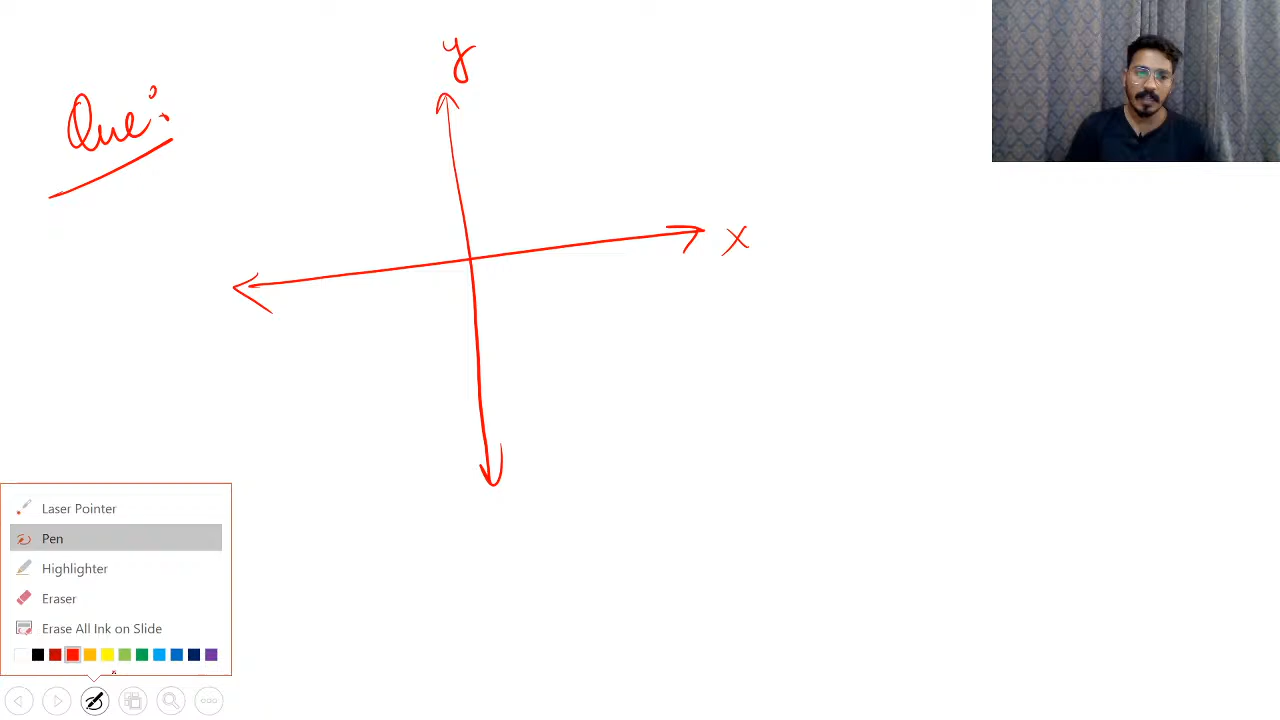 y
Que:
x
Laser Pointer
Pen
Highlighter
Eraser
Erase All Ink on Slide